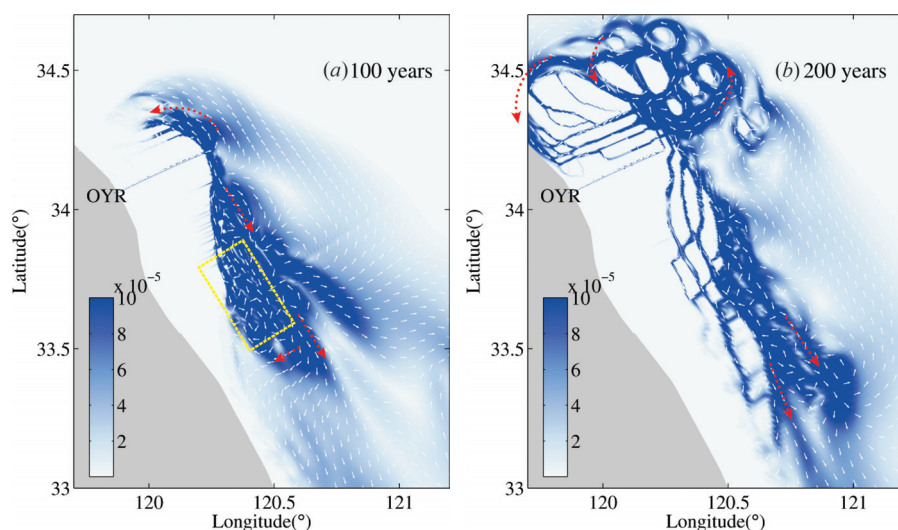 (a)100 years
34.5
OYR
34
Latitude(°)
x 10⁻⁵
10
8
6
4
2
33.5
33
120
120.5
121
Longitude(°)
(b) 200 years
34.5
OYR
34
Latitude(°)
x 10⁻⁵
10
8
6
4
2
33.5
33
120
120.5
121
Longitude(°)